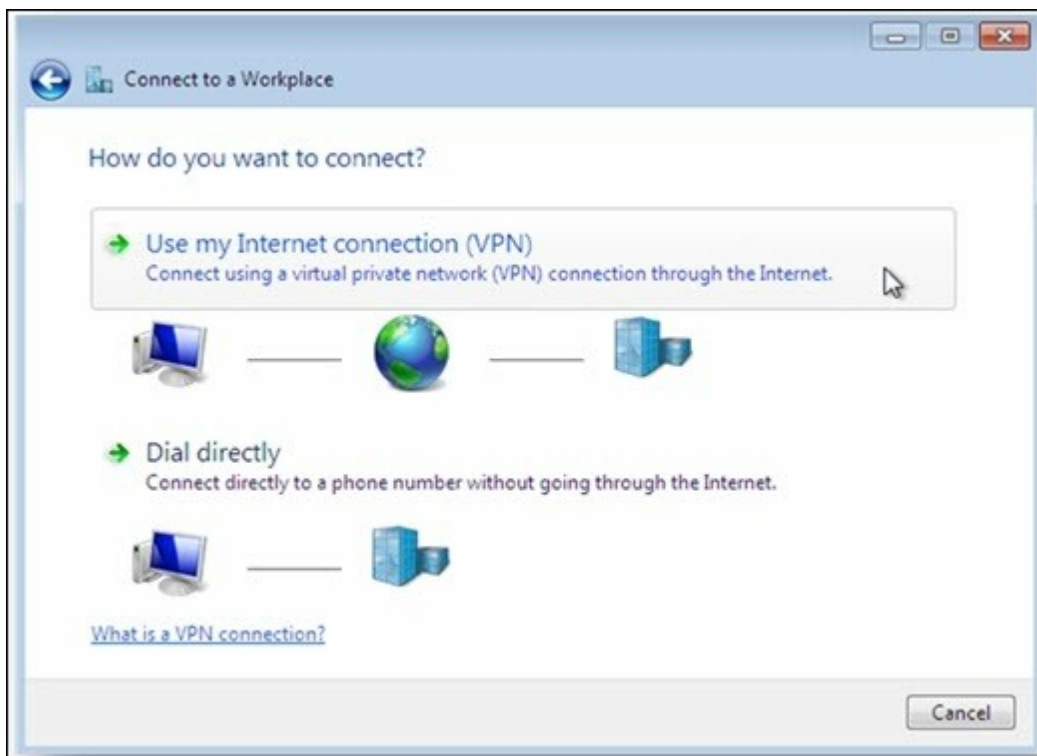 Connect to a Workplace
How do you want to connect?
Use my Internet connection (VPN)
Connect using a virtual private network (VPN) connection through the Internet.
Dial directly
Connect directly to a phone number without going through the Internet.
What is a VPN connection?
Cancel